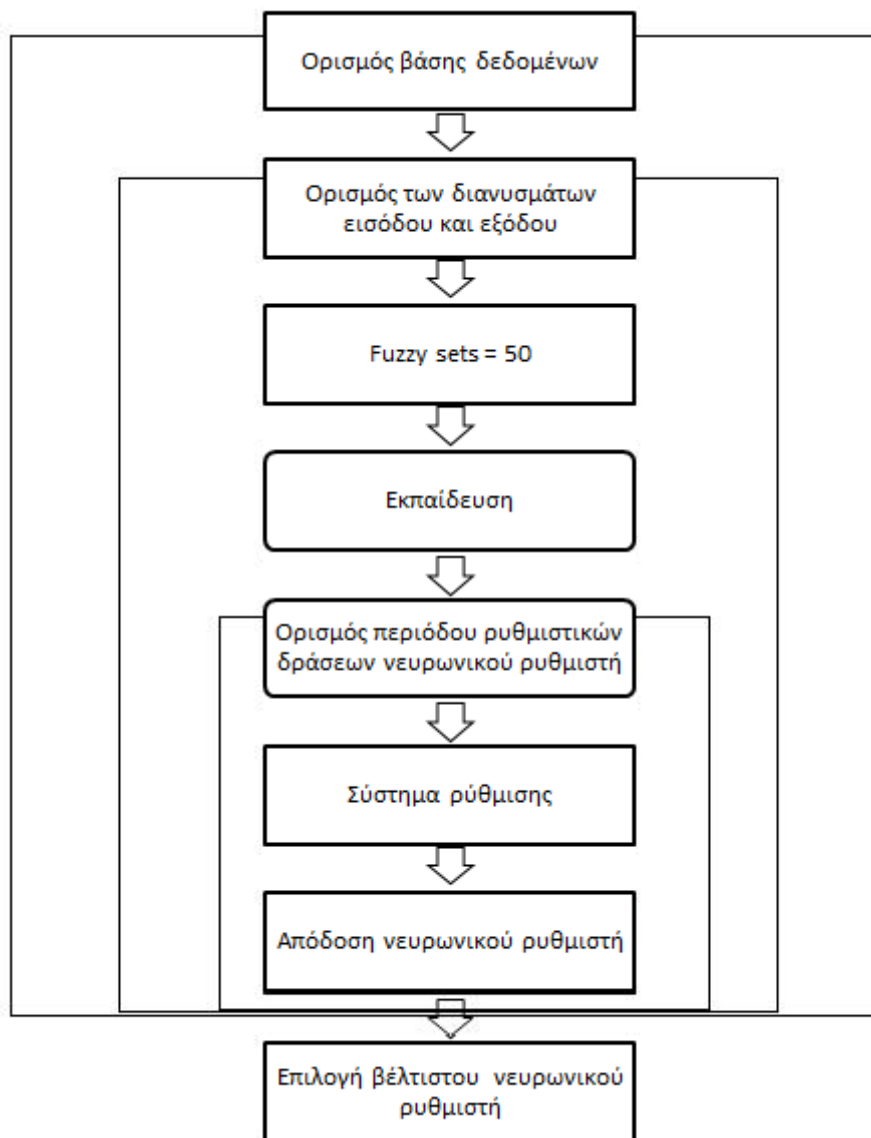 Ορισμός βάσης δεδομένων
Ορισμός των διανυσμάτων
εισόδου και εξόδου
Fuzzy sets = 50
Εκπαίδευση
Ορισμός περιόδου ρυθμιστικών
δράσεων νευρωνικού ρυθμιστή
Σύστημα ρύθμισης
Απόδοση νευρωνικού ρυθμιστή
Επιλογή βέλτιστου νευρωνικού
ρυθμιστή